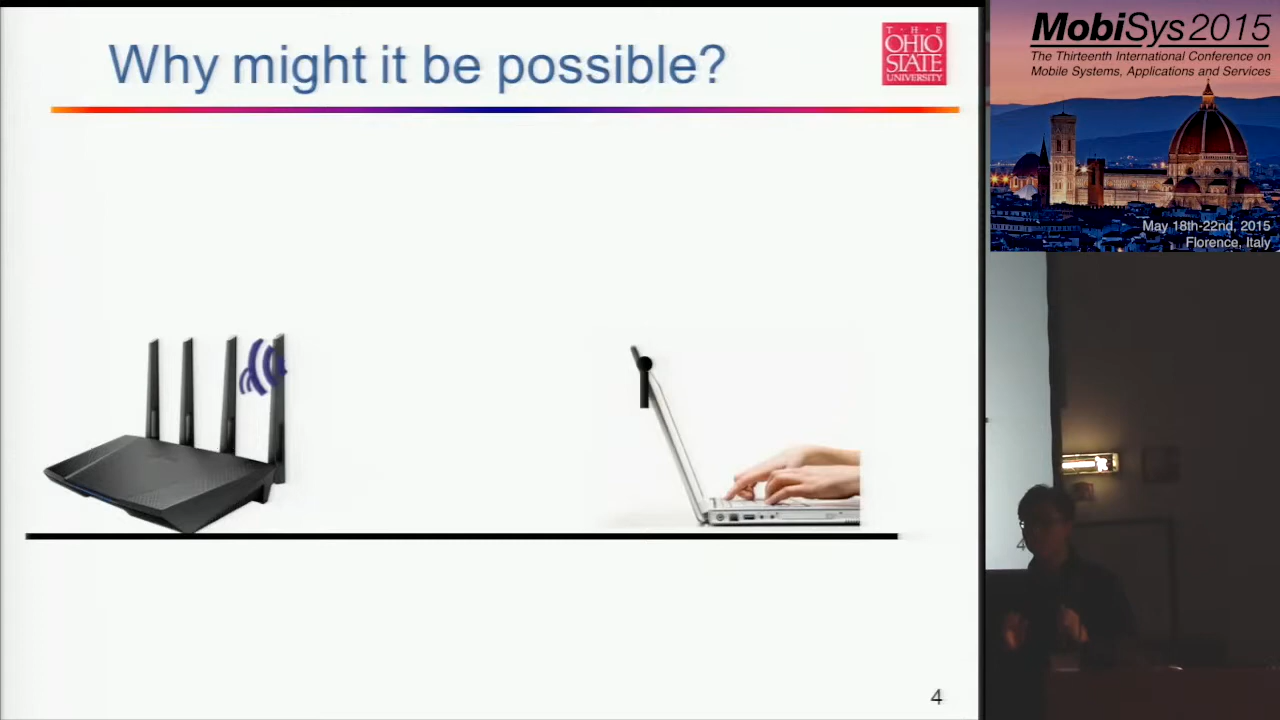 Why might it be possible?
T · H · E
OHIO
STATE
UNIVERSITY
4
MobiSys 2015
The Thirteenth International Conference on
Mobile Systems, Applications and Services
May 18th-22nd, 2015
Florence, Italy
4